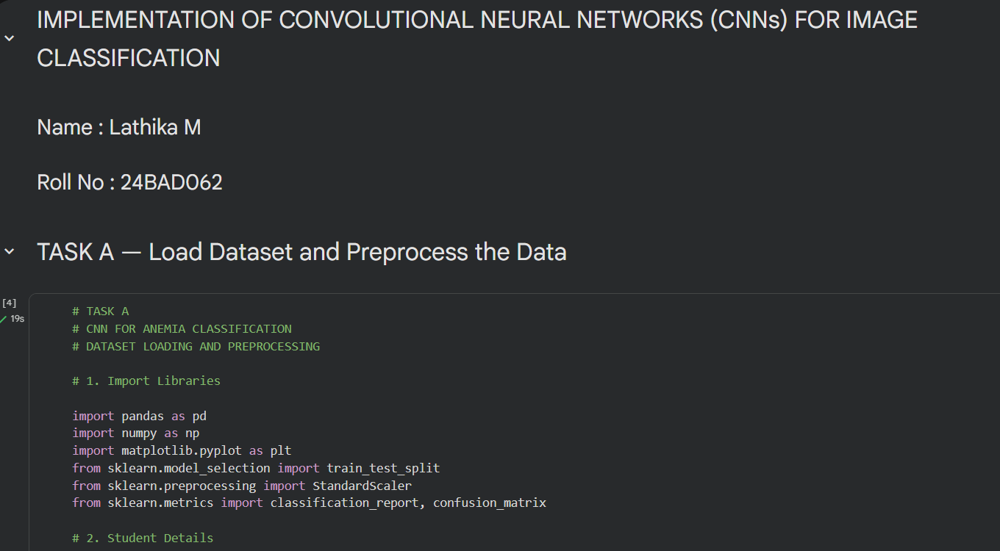 IMPLEMENTATION OF CONVOLUTIONAL NEURAL NETWORKS (CNNs) FOR IMAGE
CLASSIFICATION
Name : Lathika M
Roll No : 24BAD062
TASK A — Load Dataset and Preprocess the Data
[4]
19s
# TASK A
# CNN FOR ANEMIA CLASSIFICATION
# DATASET LOADING AND PREPROCESSING
# 1. Import Libraries
import pandas as pd
import numpy as np
import matplotlib.pyplot as plt
from sklearn.model_selection import train_test_split
from sklearn.preprocessing import StandardScaler
from sklearn.metrics import classification_report, confusion_matrix
# 2. Student Details